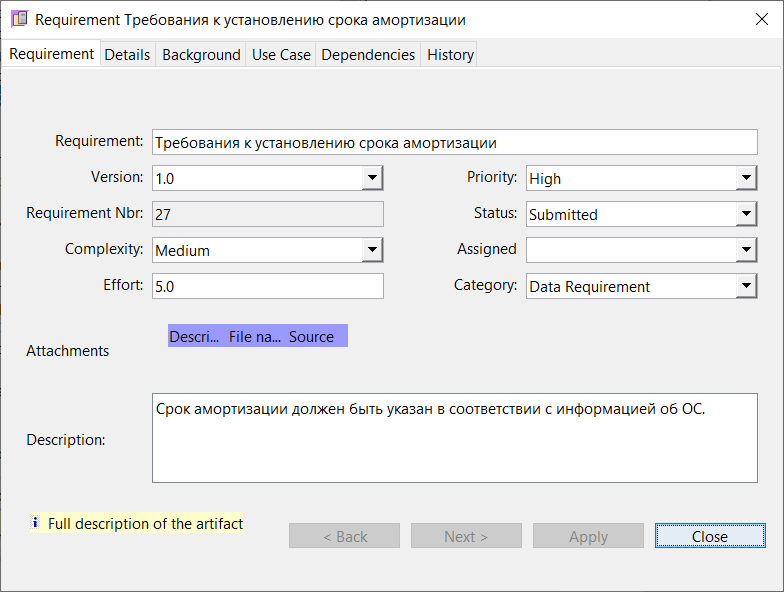 Requirement Требования к установлению срока амортизации
Requirement Details Background Use Case Dependencies History
Requirement: Требования к установлению срока амортизации
Version: 1.0 Priority: High
Requirement Nbr: 27 Status: Submitted
Complexity: Medium Assigned
Effort: 5.0 Category: Data Requirement
Descri... File na... Source
Attachments
Срок амортизации должен быть указан в соответствии с информацией об ОС.
Description:
Full description of the artifact
< Back Next > Apply Close